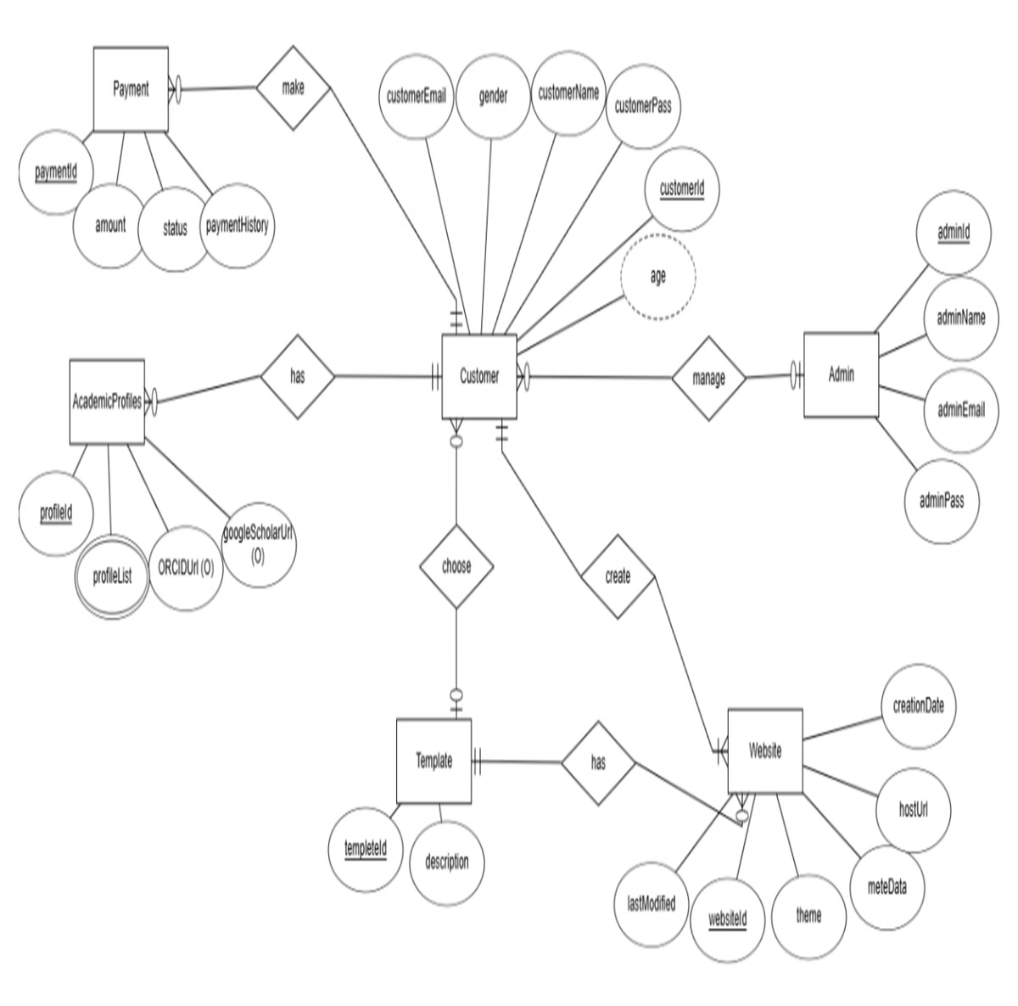 Payment
make
customerEmail
gender
customerName
customerPass
paymentId
amount
status
paymentHistory
customerId
age
adminId
adminName
adminEmail
adminPass
AcademicProfiles
has
Customer
manage
Admin
profileId
profileList
ORCIDUrl (O)
googleScholarUrl
(O)
choose
create
Template
has
Website
creationDate
hostUrl
meteData
templeteId
description
lastModified
websiteId
theme